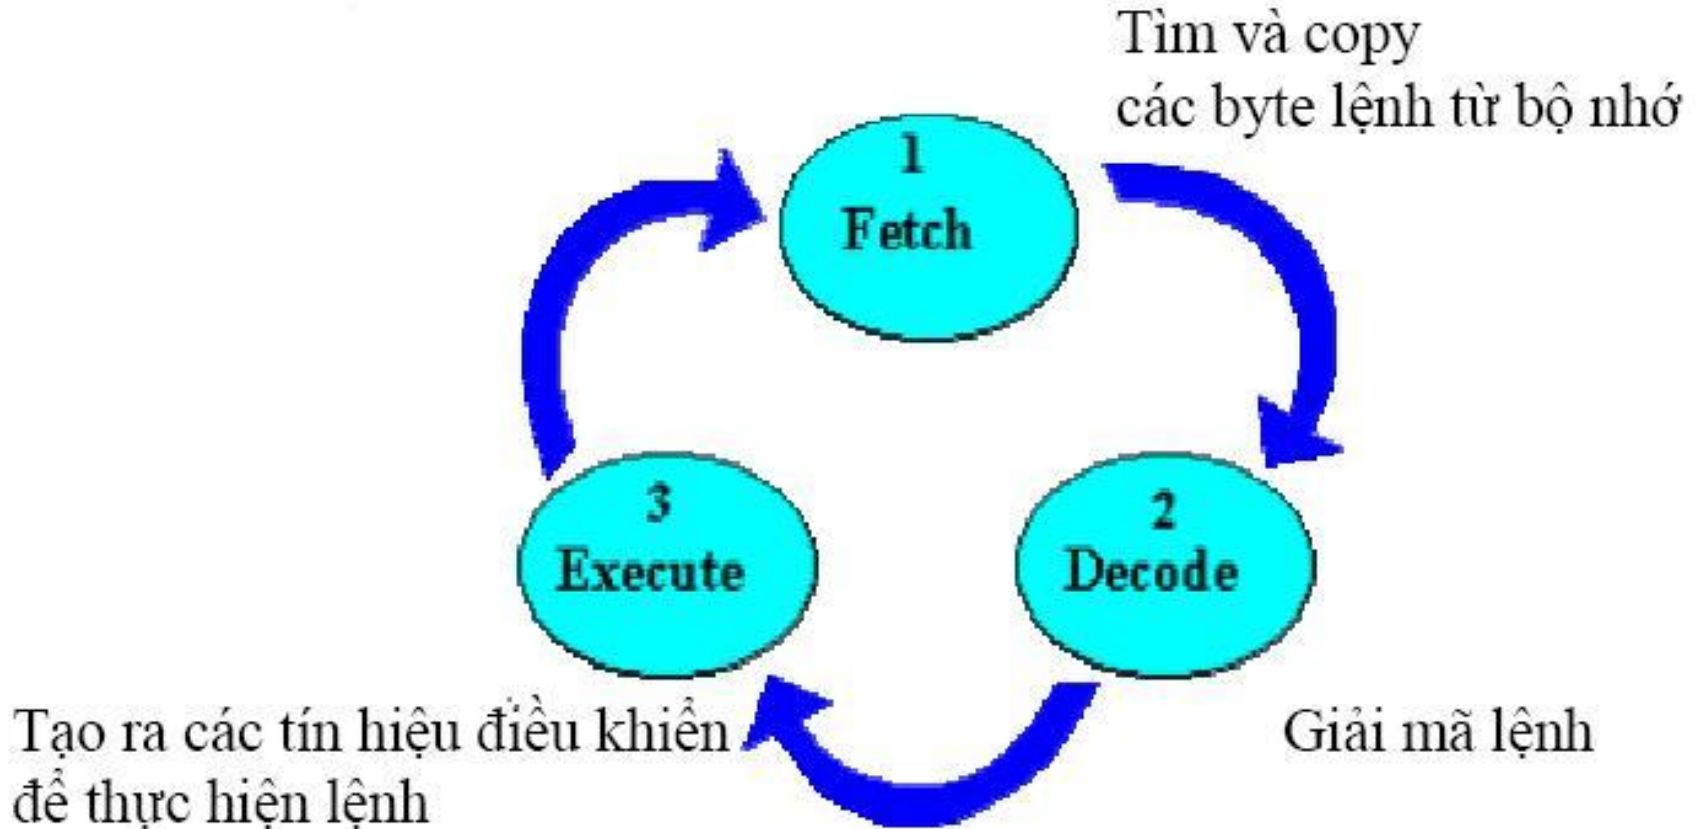 Tìm và copy
các byte lệnh từ bộ nhớ
1
Fetch
2
Decode
Giải mã lệnh
3
Execute
Tạo ra các tín hiệu điều khiển
để thực hiện lệnh